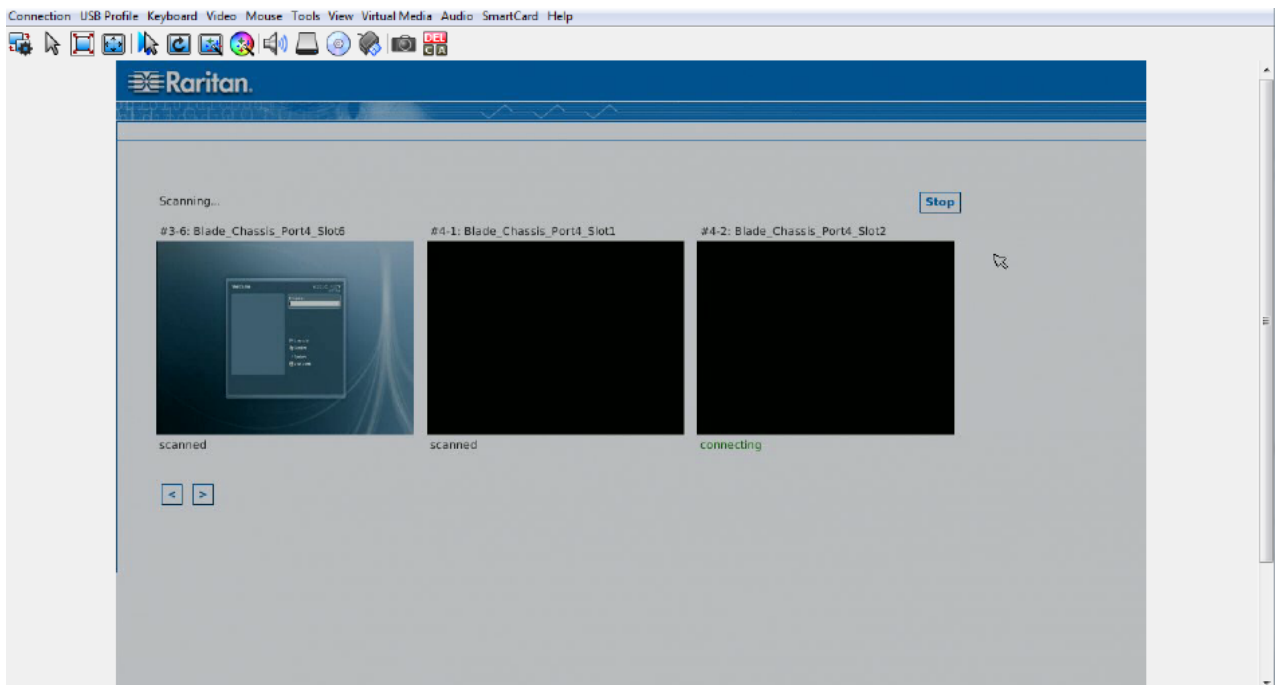 Connection USB Profile Keyboard Video Mouse Tools View Virtual Media Audio SmartCard Help
DEL
C A
Raritan.
Scanning...
Stop
#3-6: Blade_Chassis_Port4_Slot6
#4-1: Blade_Chassis_Port4_Slot1
#4-2: Blade_Chassis_Port4_Slot2
scanned
scanned
connecting
< >